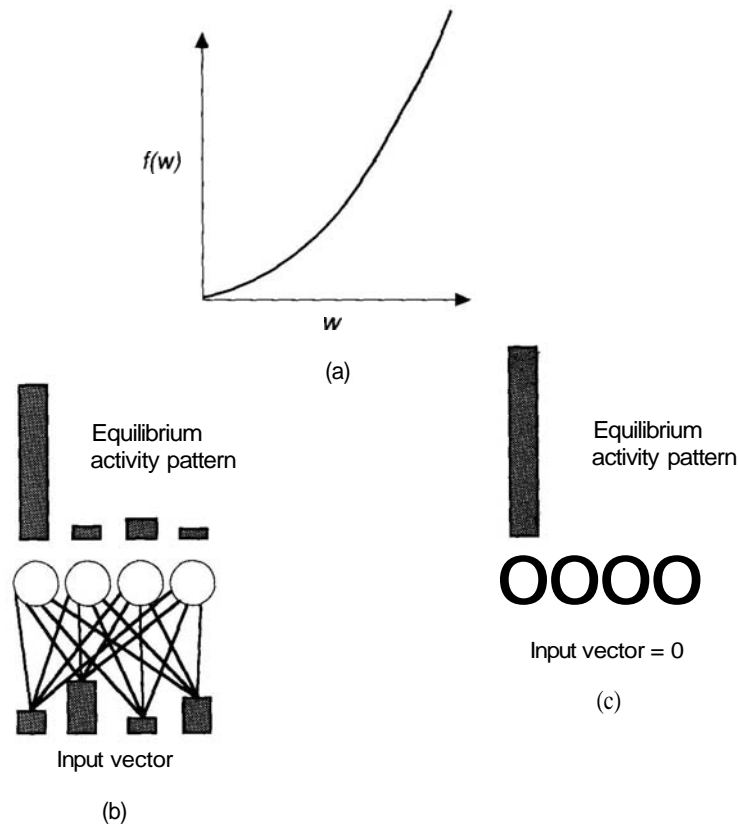 f(w)
w
(a)
Equilibrium
activity pattern
Input vector
(b)
Equilibrium
activity pattern
OOOO
Input vector = 0
(c)